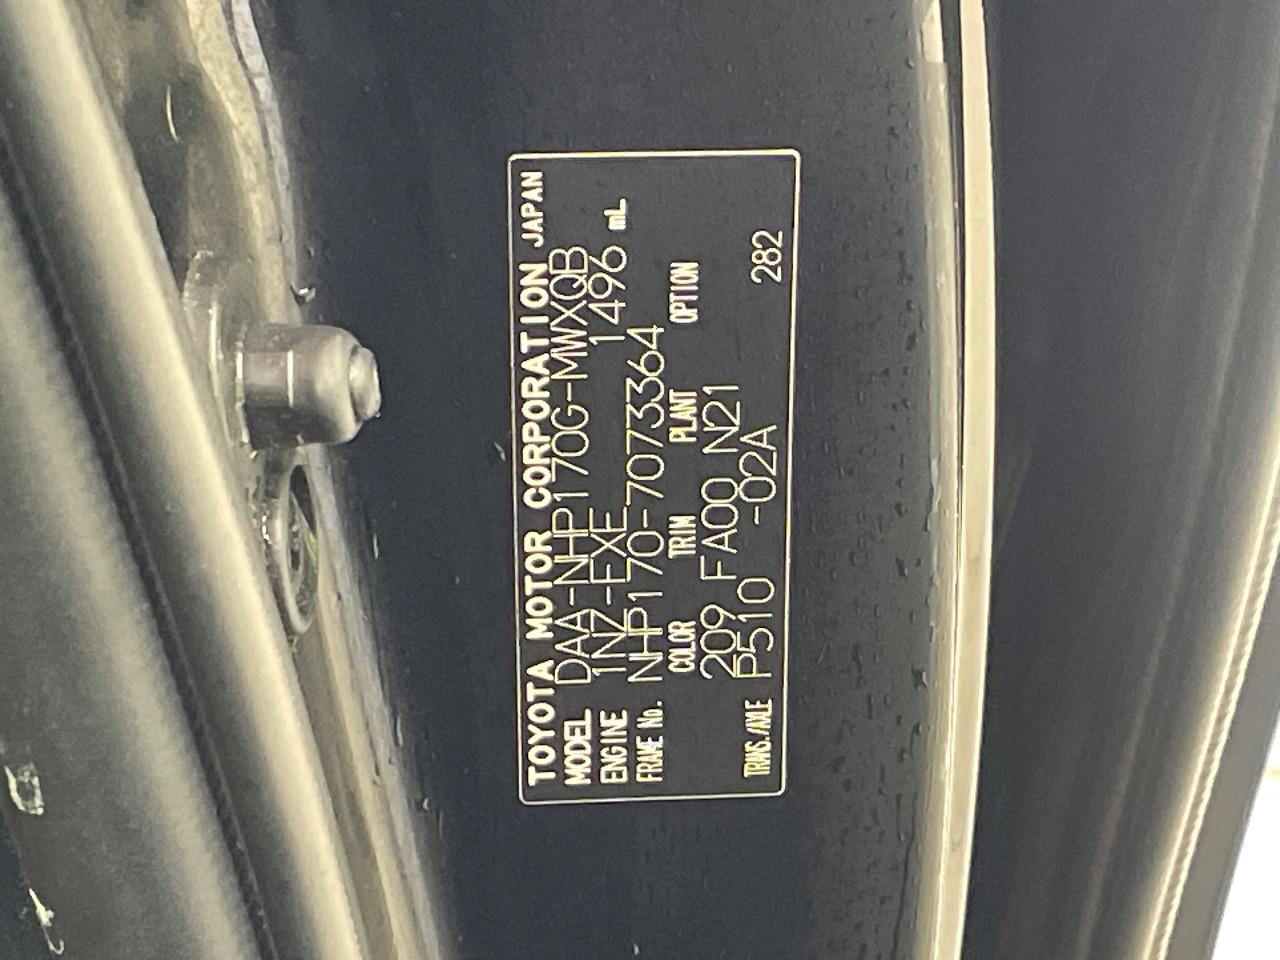 TOYOTA MOTOR CORPORATION JAPAN
MODEL DAA-NHP170G-MWXQB
ENGINE 1NZ-FXE 1496 mL
FRAME No. NHP170-7073364
COLOR TRIM PLANT OPTION
209 FA00 N21
TRANS./AXLE P510 -02A 282